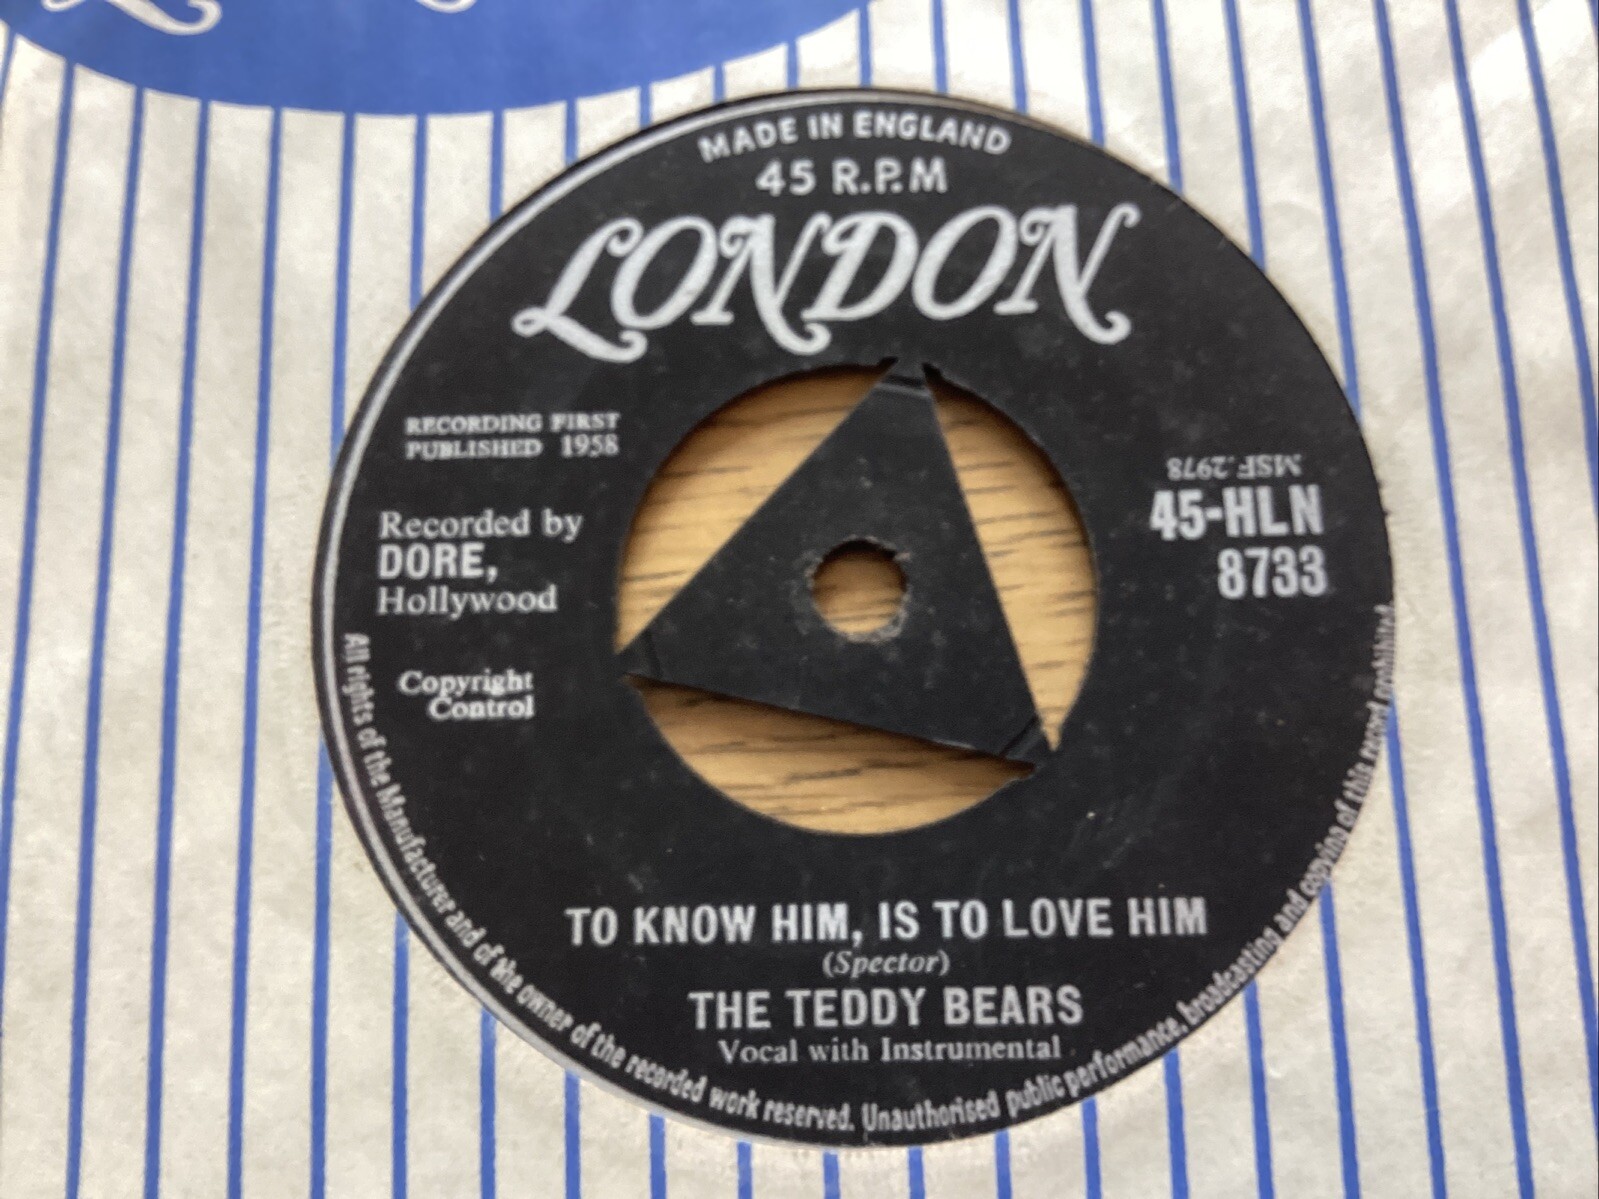 MADE IN ENGLAND
45 R.P.M
LONDON
RECORDING FIRST
PUBLISHED 1958
Recorded by
DORE,
Hollywood
Copyright
Control
MSF.2978
45-HLN
8733
TO KNOW HIM, IS TO LOVE HIM
(Spector)
THE TEDDY BEARS
Vocal with Instrumental
All rights of the Manufacturer and of the owner of the recorded work reserved. Unauthorised public performance, broadcasting and copying of this record prohibited